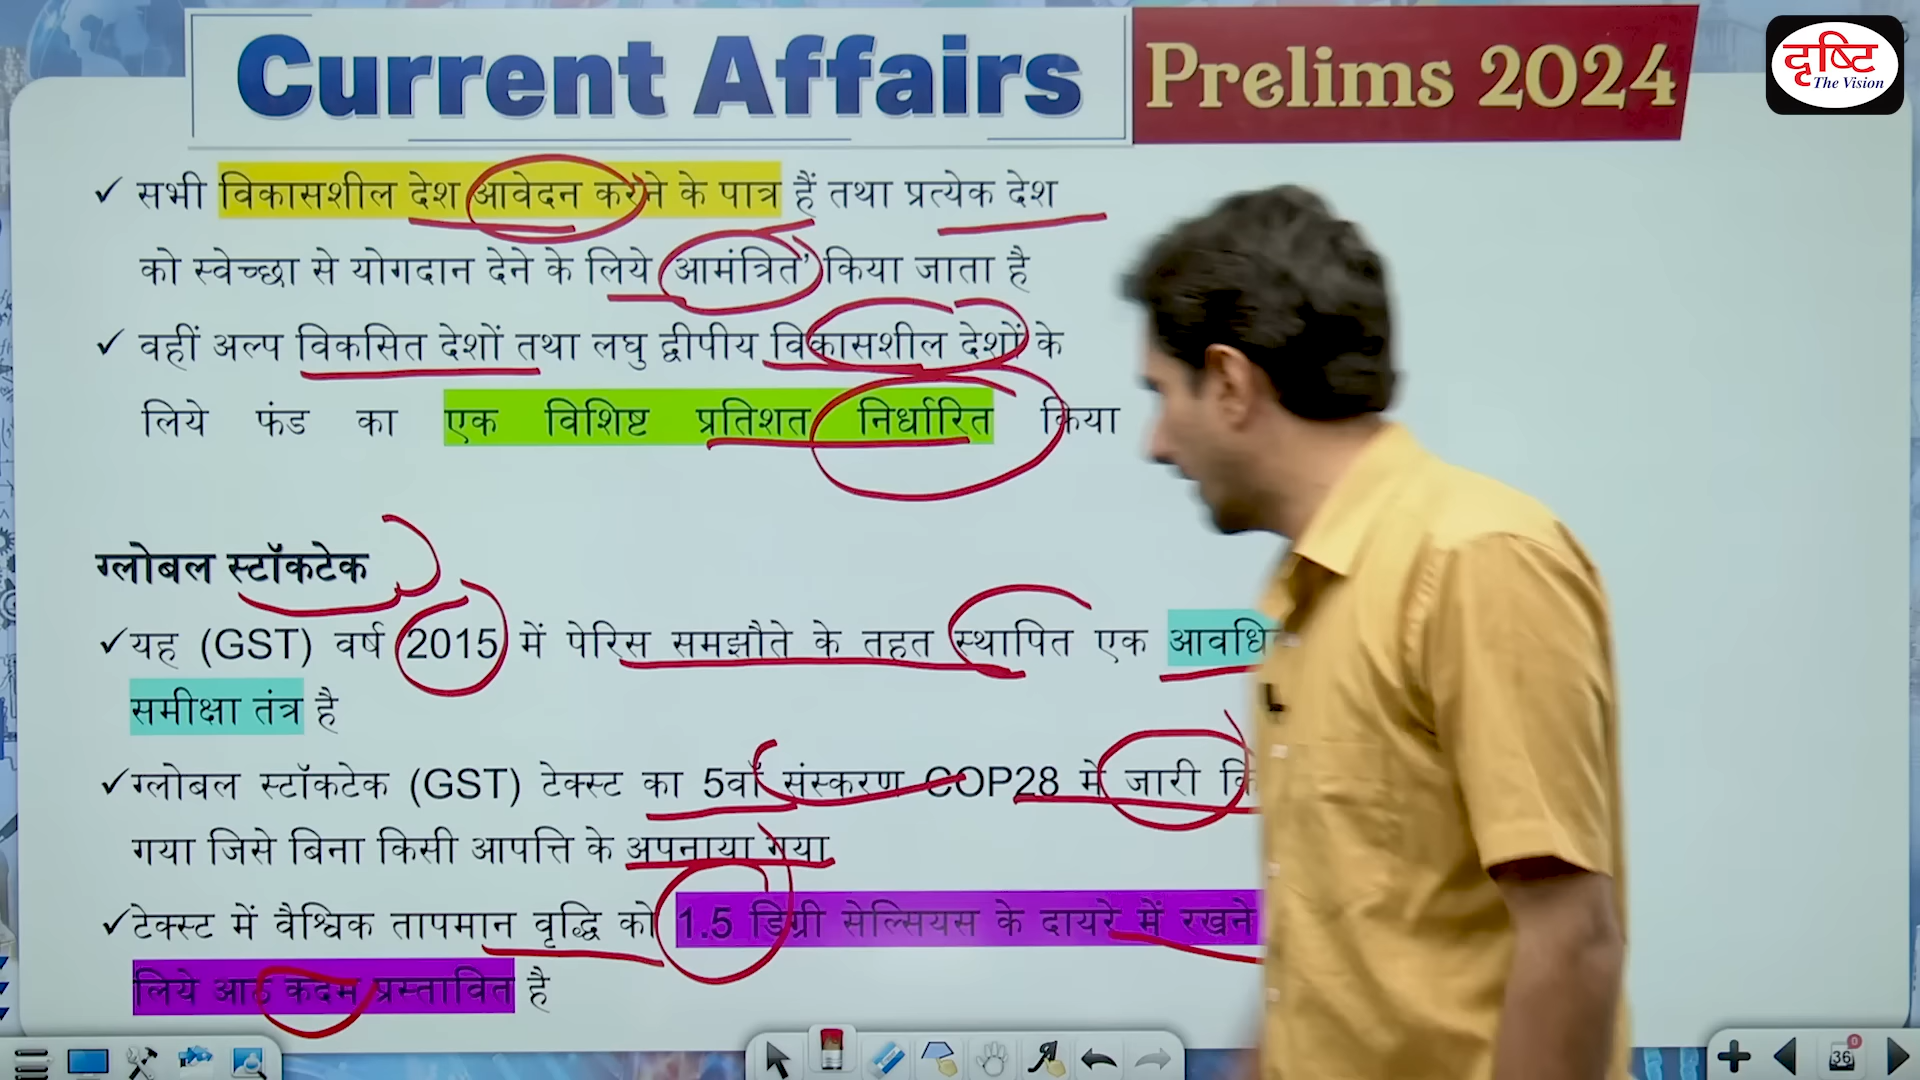 Current Affairs
Prelims 2024
दृष्टि
The Vision
✓ सभी विकासशील देश आवेदन करने के पात्र हैं तथा प्रत्येक देश
को स्वेच्छा से योगदान देने के लिये 'आमंत्रित' किया जाता है
✓ वहीं अल्प विकसित देशों तथा लघु द्वीपीय विकासशील देशों के
लिये फंड का एक विशिष्ट प्रतिशत निर्धारित किया
ग्लोबल स्टॉकटेक
✓यह (GST) वर्ष 2015 में पेरिस समझौते के तहत स्थापित एक आवधि
समीक्षा तंत्र है
✓ग्लोबल स्टॉकटेक (GST) टेक्स्ट का 5वाँ संस्करण COP28 में जारी कि
गया जिसे बिना किसी आपत्ति के अपनाया गया
✓टेक्स्ट में वैश्विक तापमान वृद्धि को 1.5 डिग्री सेल्सियस के दायरे में रखने
लिये आठ कदम प्रस्तावित है
0
36